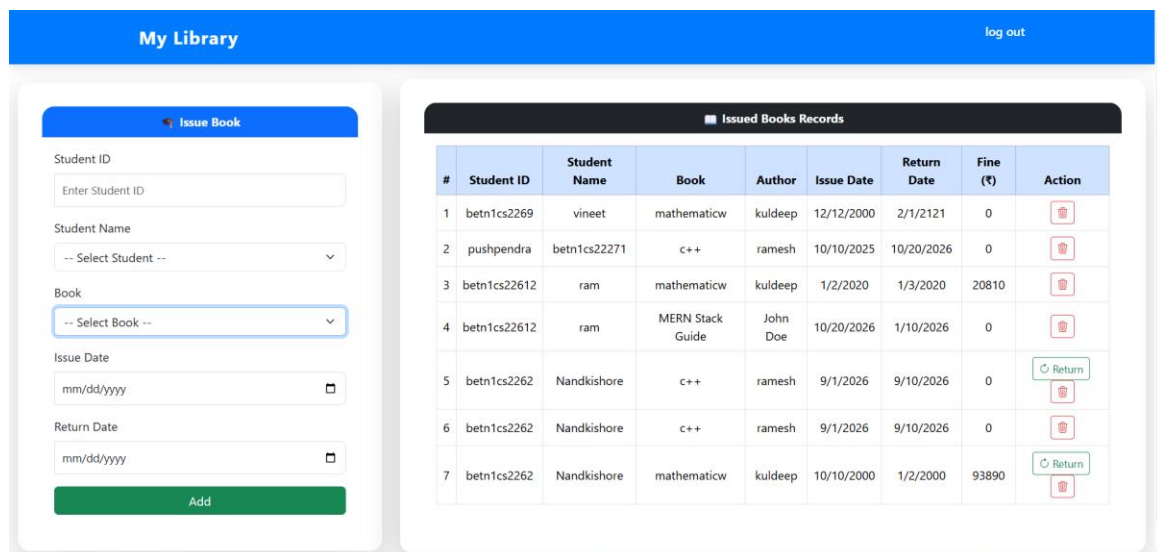 My Library
log out
Issue Book
Student ID
Enter Student ID
Student Name
-- Select Student --
Book
-- Select Book --
Issue Date
mm/dd/yyyy
Return Date
mm/dd/yyyy
Add
Issued Books Records
# Student ID Student Name Book Author Issue Date Return Date Fine (₹) Action
1 betn1cs2269 vineet mathematicw kuldeep 12/12/2000 2/1/2121 0
2 pushpendra betn1cs22271 c++ ramesh 10/10/2025 10/20/2026 0
3 betn1cs22612 ram mathematicw kuldeep 1/2/2020 1/3/2020 20810
4 betn1cs22612 ram MERN Stack Guide John Doe 10/20/2026 1/10/2026 0
5 betn1cs2262 Nandkishore c++ ramesh 9/1/2026 9/10/2026 0 Return
6 betn1cs2262 Nandkishore c++ ramesh 9/1/2026 9/10/2026 0
7 betn1cs2262 Nandkishore mathematicw kuldeep 10/10/2000 1/2/2000 93890 Return